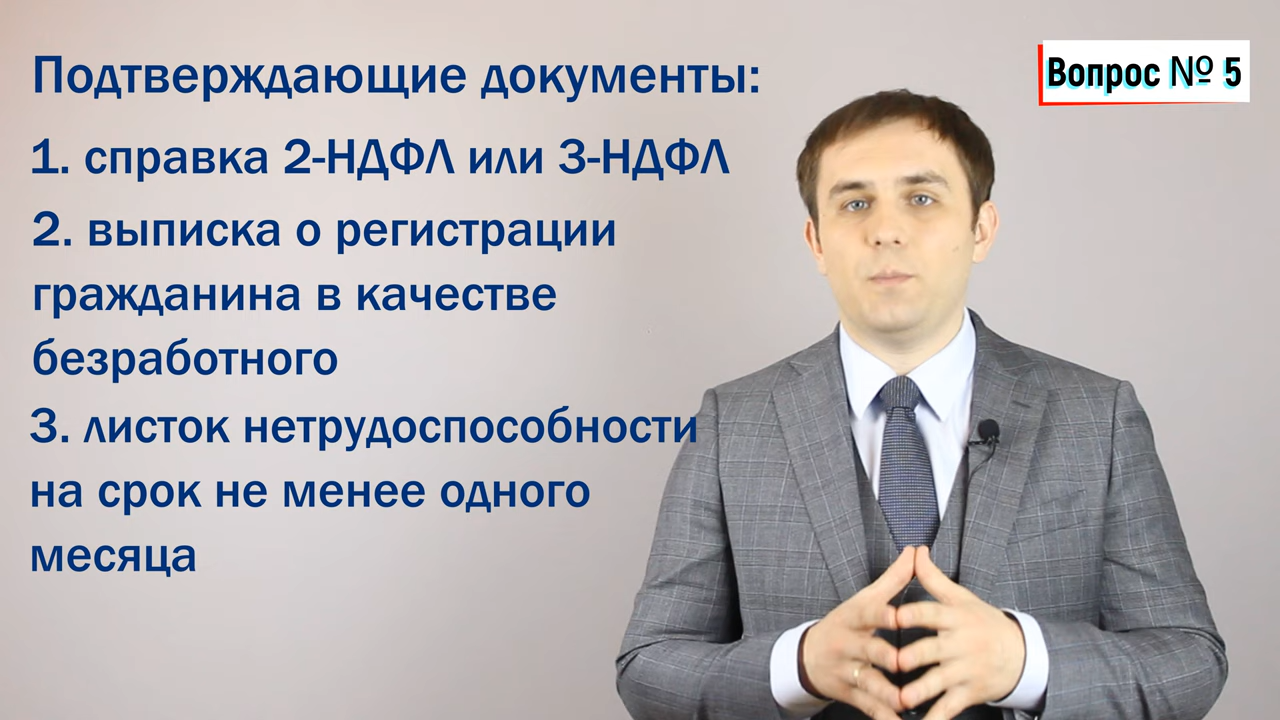 Подтверждающие документы:
1. справка 2-НДФЛ или 3-НДФЛ
2. выписка о регистрации
гражданина в качестве
безработного
3. листок нетрудоспособности
на срок не менее одного
месяца
Вопрос № 5